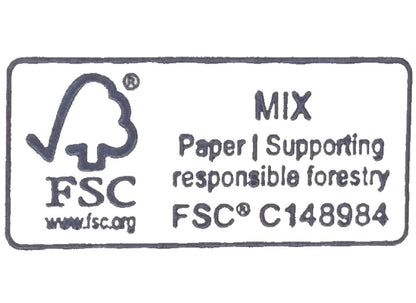 ®
FSC
www.fsc.org
MIX
Paper | Supporting
responsible forestry
FSC® C148984